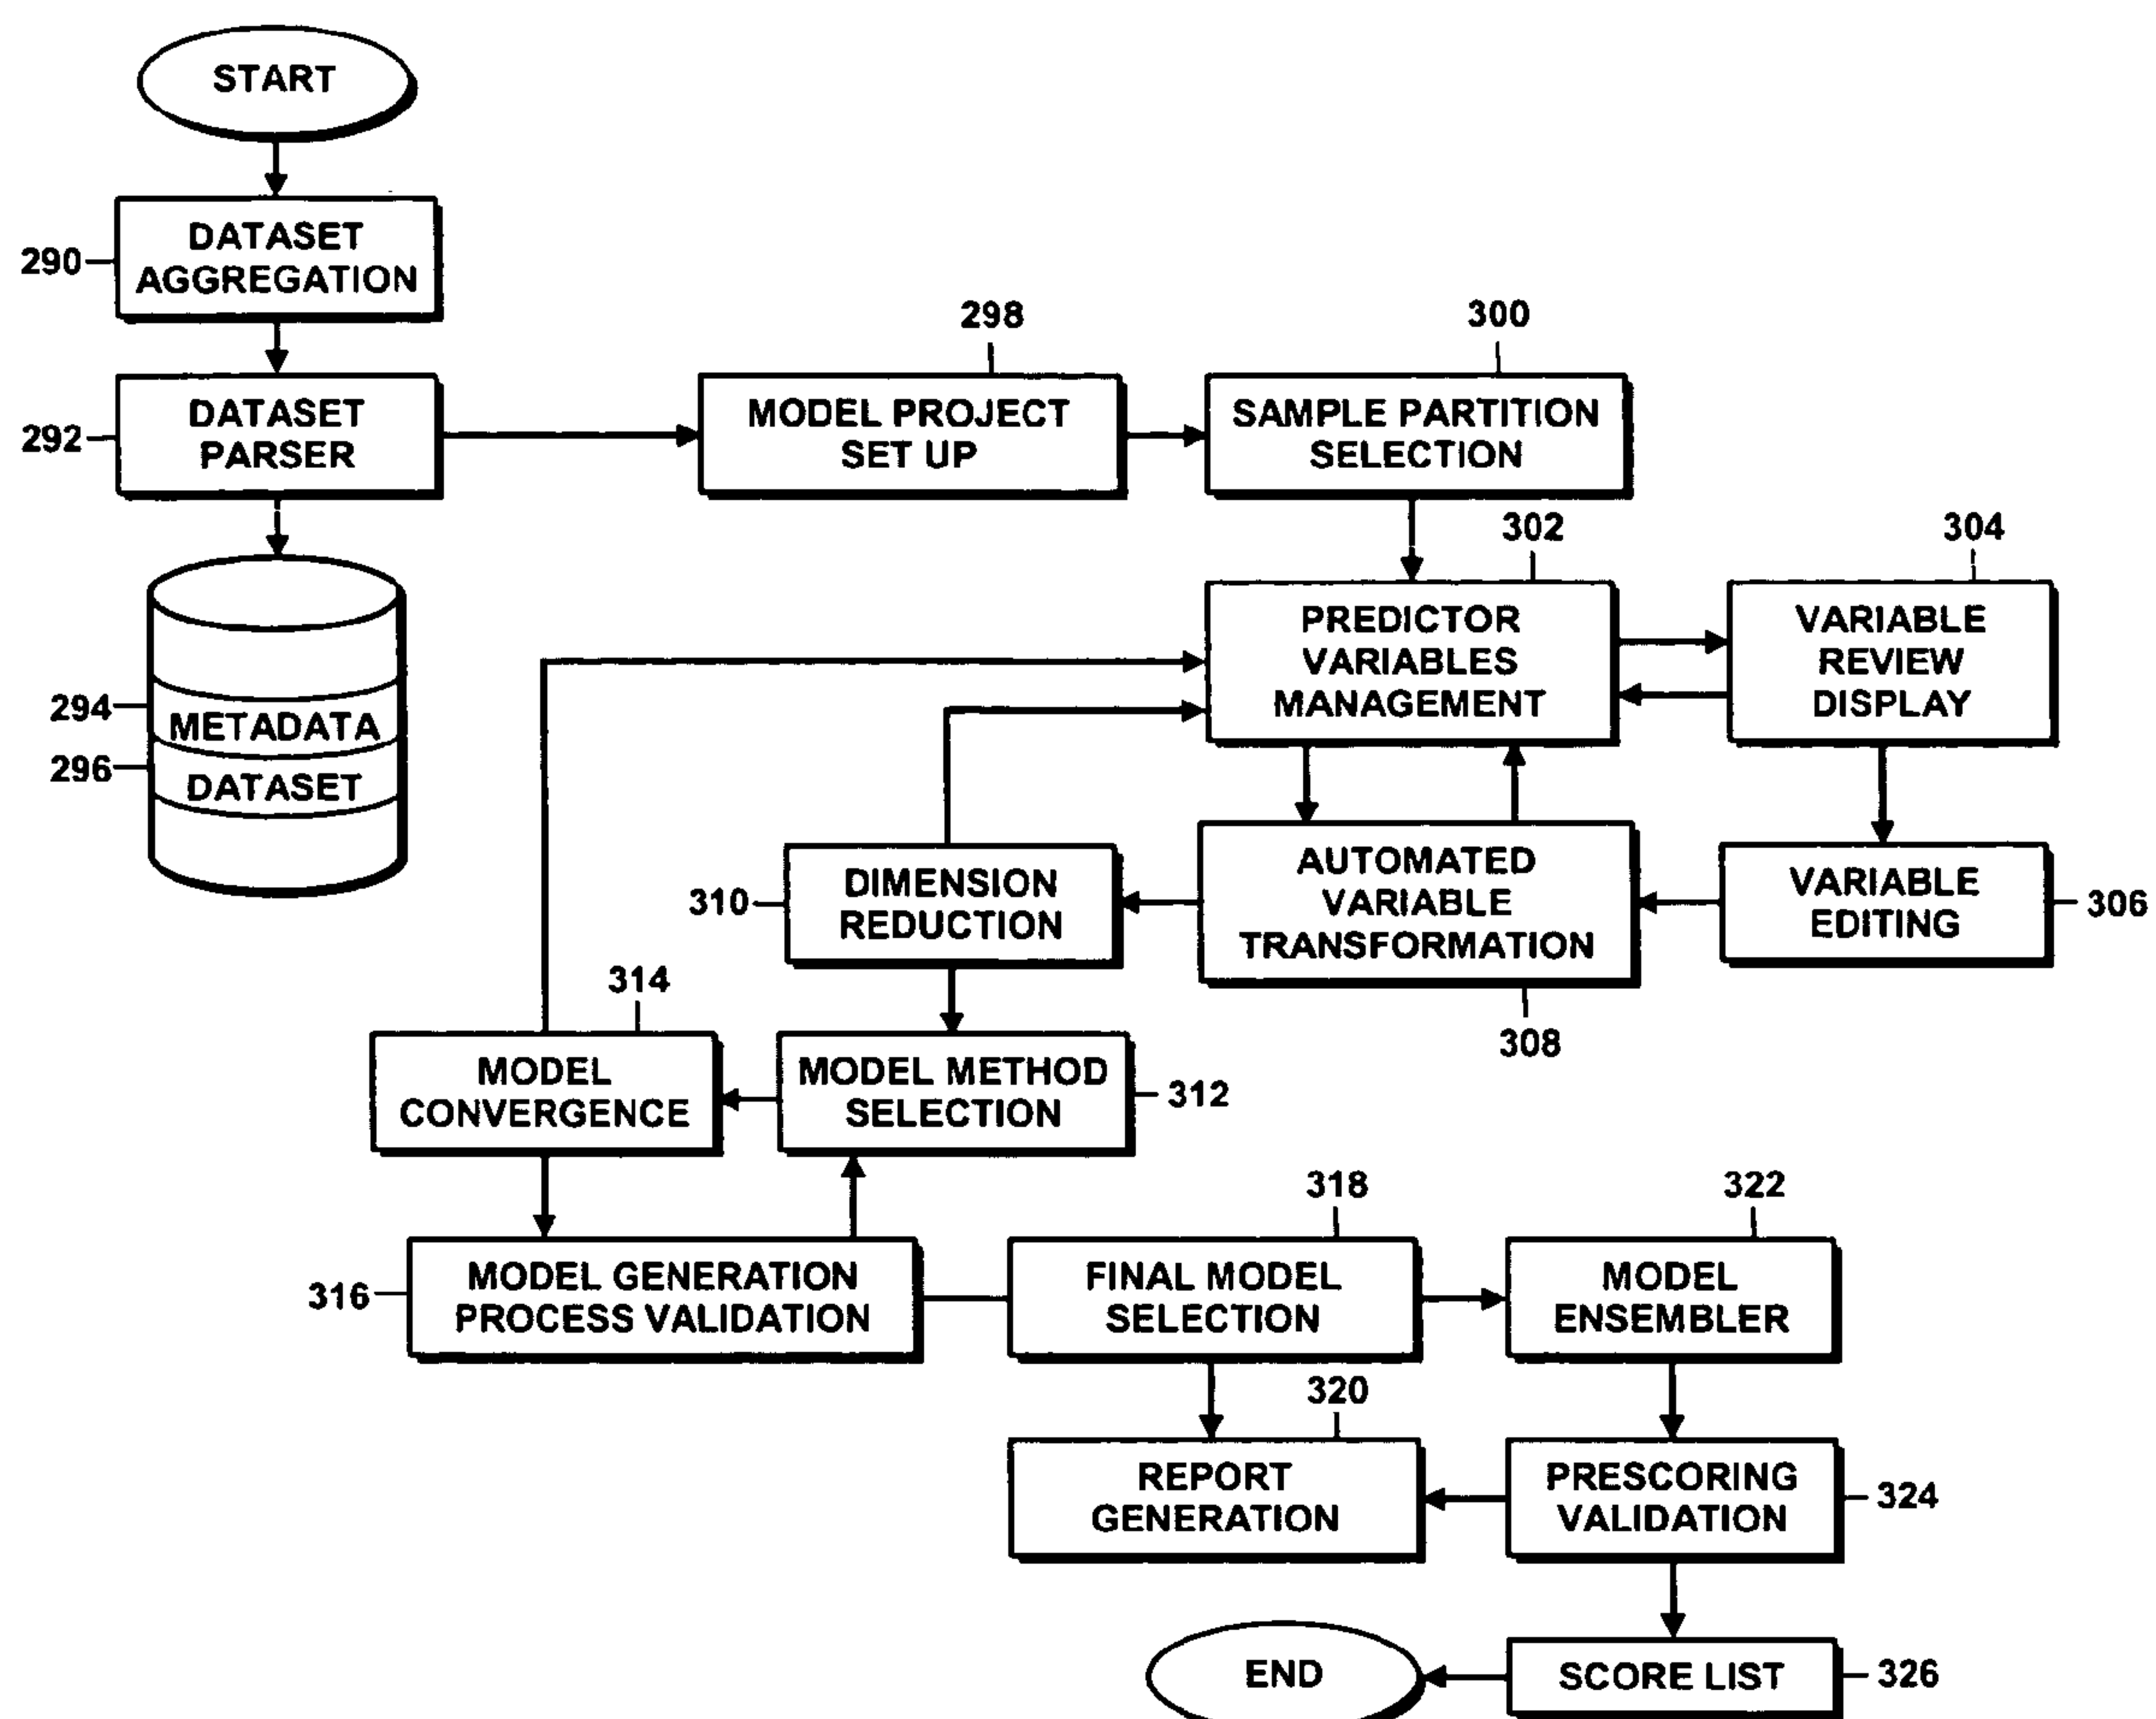 START
290
DATASET
AGGREGATION
298
300
292
DATASET
PARSER
MODEL PROJECT
SET UP
SAMPLE PARTITION
SELECTION
302
304
294
METADATA
296
DATASET
PREDICTOR
VARIABLES
MANAGEMENT
VARIABLE
REVIEW
DISPLAY
310
DIMENSION
REDUCTION
AUTOMATED
VARIABLE
TRANSFORMATION
308
VARIABLE
EDITING
306
314
MODEL
CONVERGENCE
MODEL METHOD
SELECTION
312
316
MODEL GENERATION
PROCESS VALIDATION
318
FINAL MODEL
SELECTION
322
MODEL
ENSEMBLER
320
REPORT
GENERATION
PRESCORING
VALIDATION
324
END
SCORE LIST
326